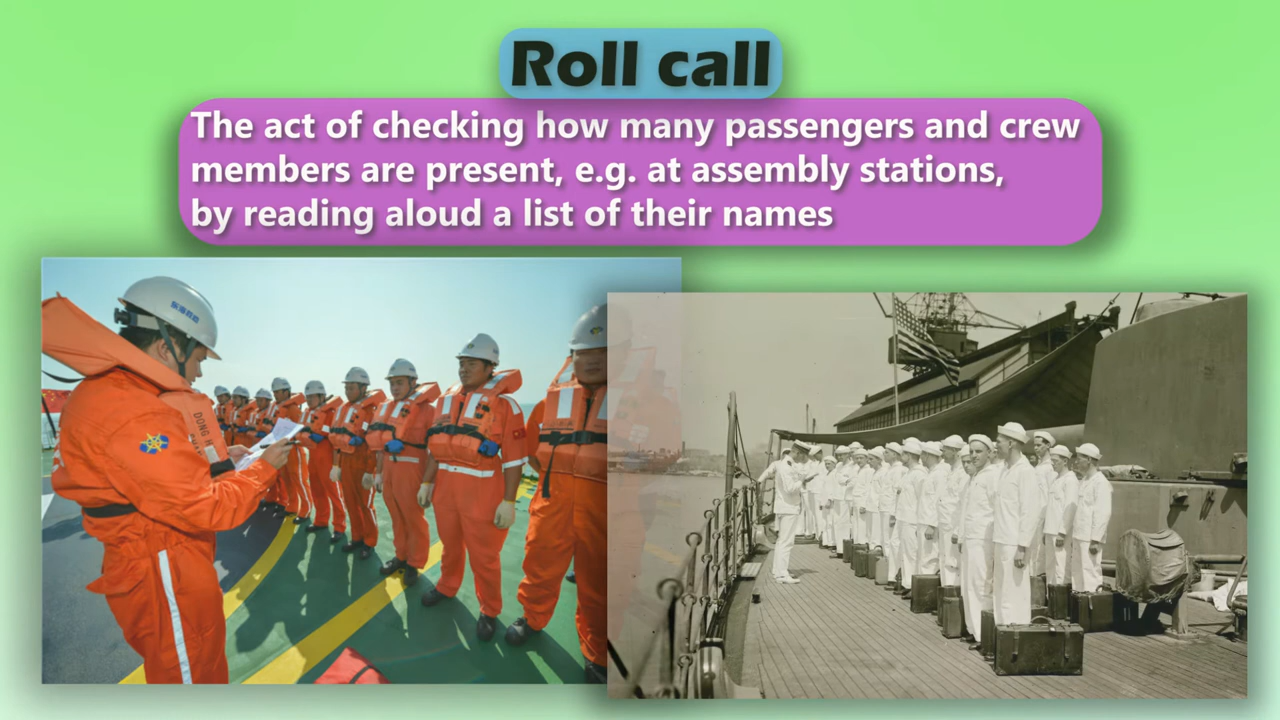 Roll call
The act of checking how many passengers and crew
members are present, e.g. at assembly stations,
by reading aloud a list of their names